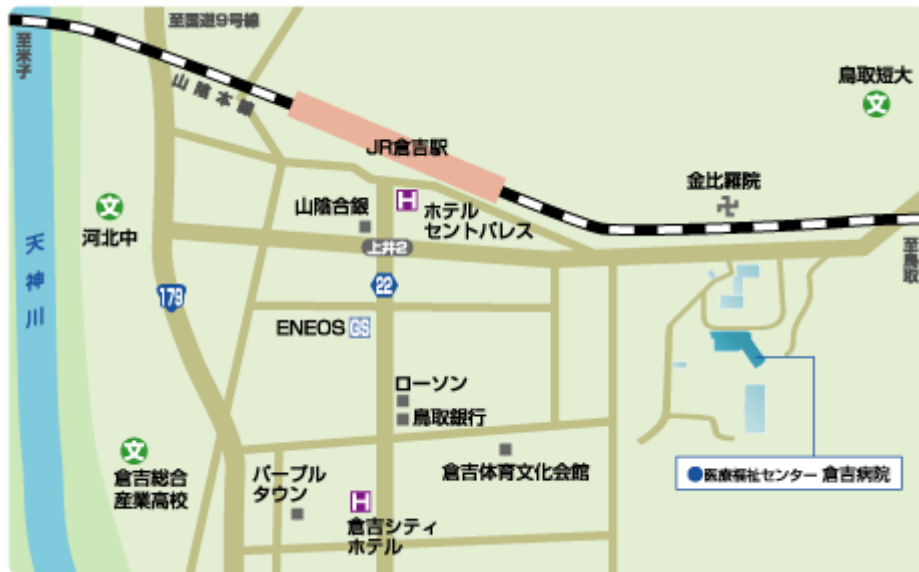 至国道9号線
至米子
山陰本線
鳥取短大
文
JR倉吉駅
金比羅院
卍
山陰合銀
H
ホテル
セントパレス
文
河北中
上井2
至鳥取
天神川
179
22
ENEOS GS
ローソン
鳥取銀行
文
倉吉総合
産業高校
パープル
タウン
倉吉体育文化会館
医療福祉センター 倉吉病院
H
倉吉シティ
ホテル